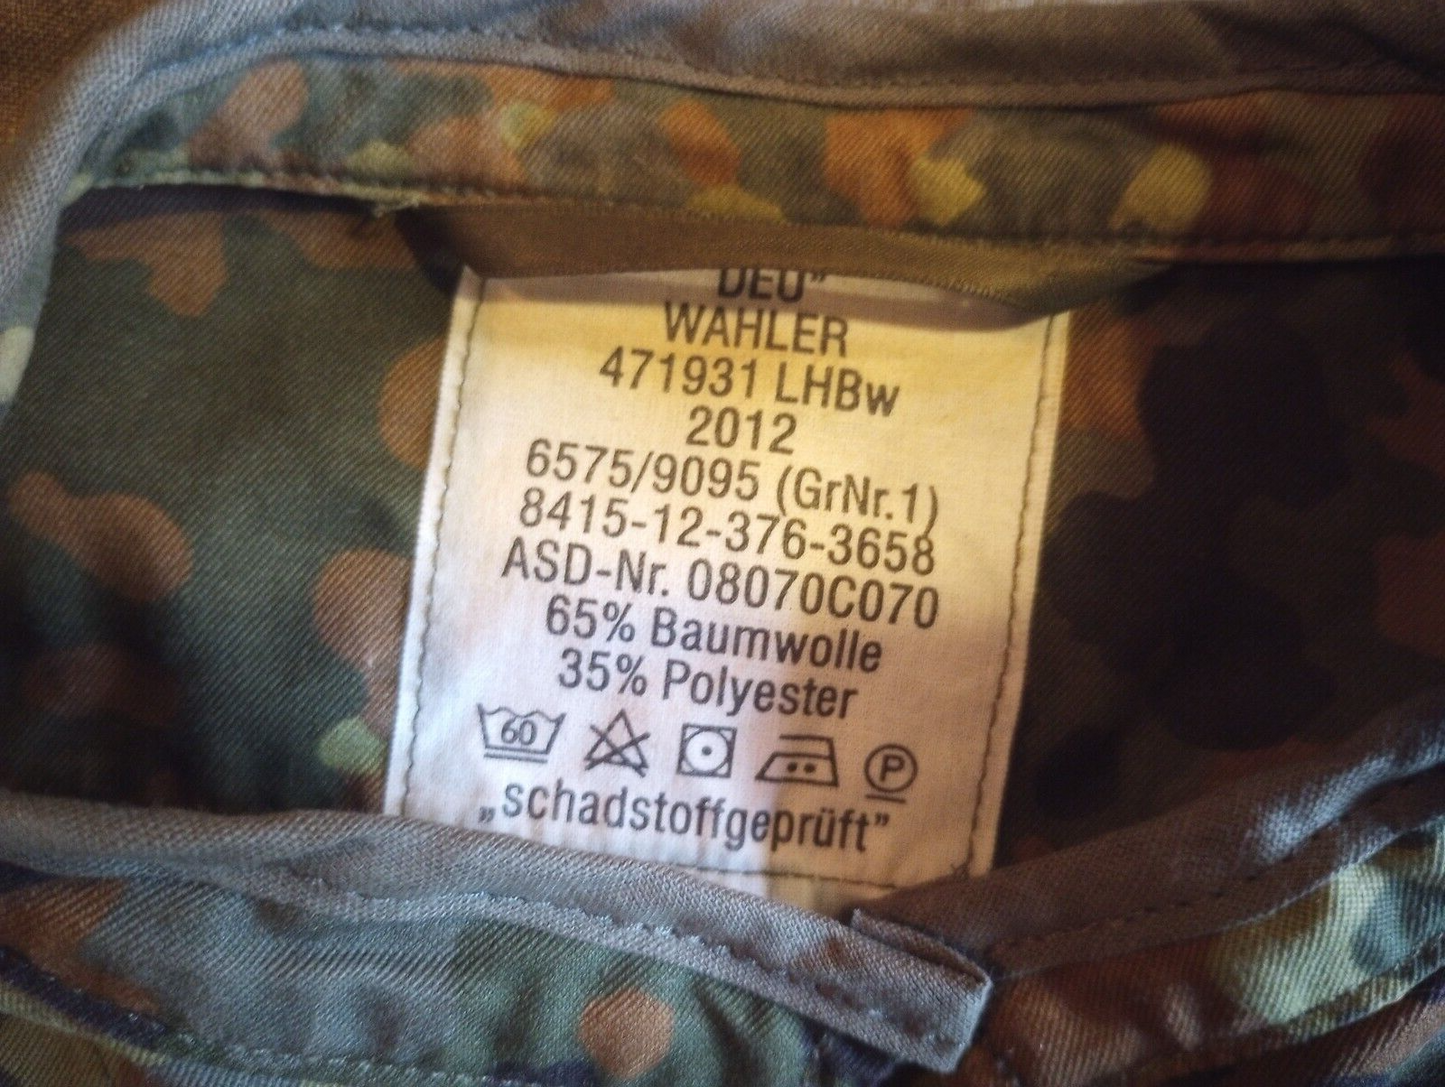 DEU"
WAHLER
471931 LHBw
2012
6575/9095 (GrNr.1)
8415-12-376-3658
ASD-Nr. 08070C070
65% Baumwolle
35% Polyester
60 P
„schadstoffgeprüft”